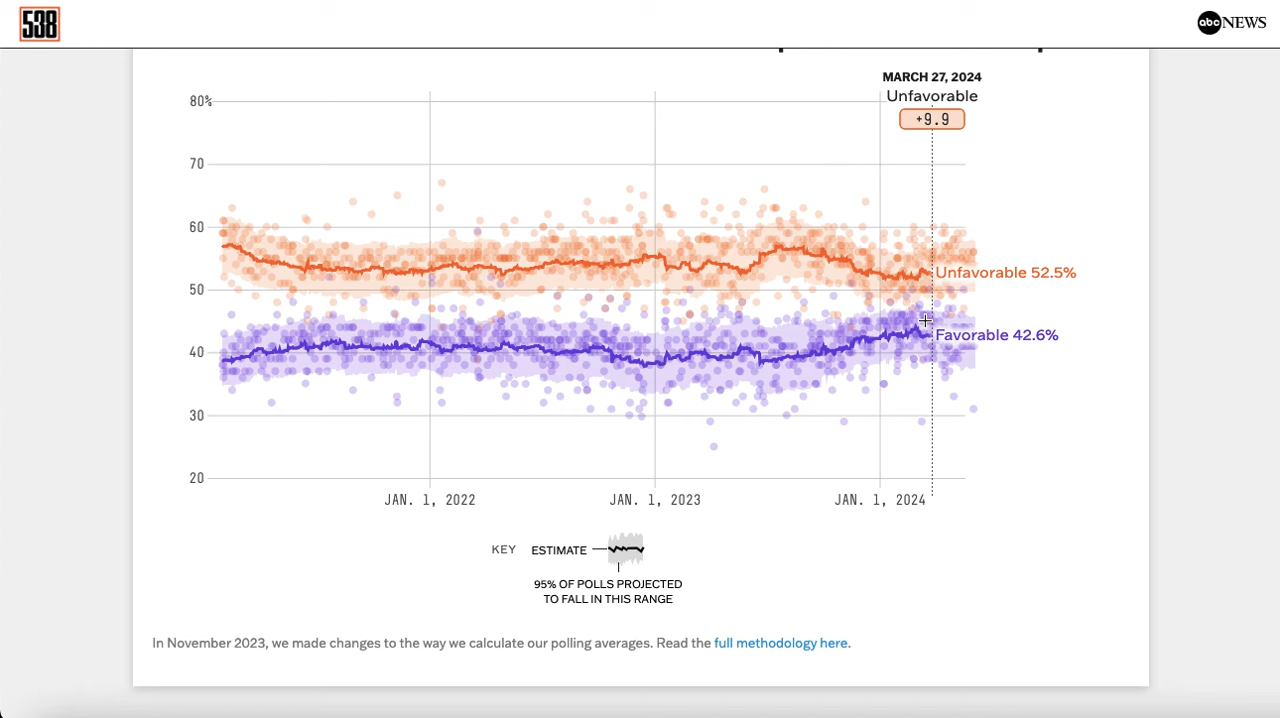 538
abc NEWS
MARCH 27, 2024
Unfavorable
+9.9
80%
70
60
50
40
30
20
Unfavorable 52.5%
Favorable 42.6%
JAN. 1, 2022
JAN. 1, 2023
JAN. 1, 2024
KEY
ESTIMATE
95% OF POLLS PROJECTED
TO FALL IN THIS RANGE
In November 2023, we made changes to the way we calculate our polling averages. Read the full methodology here.